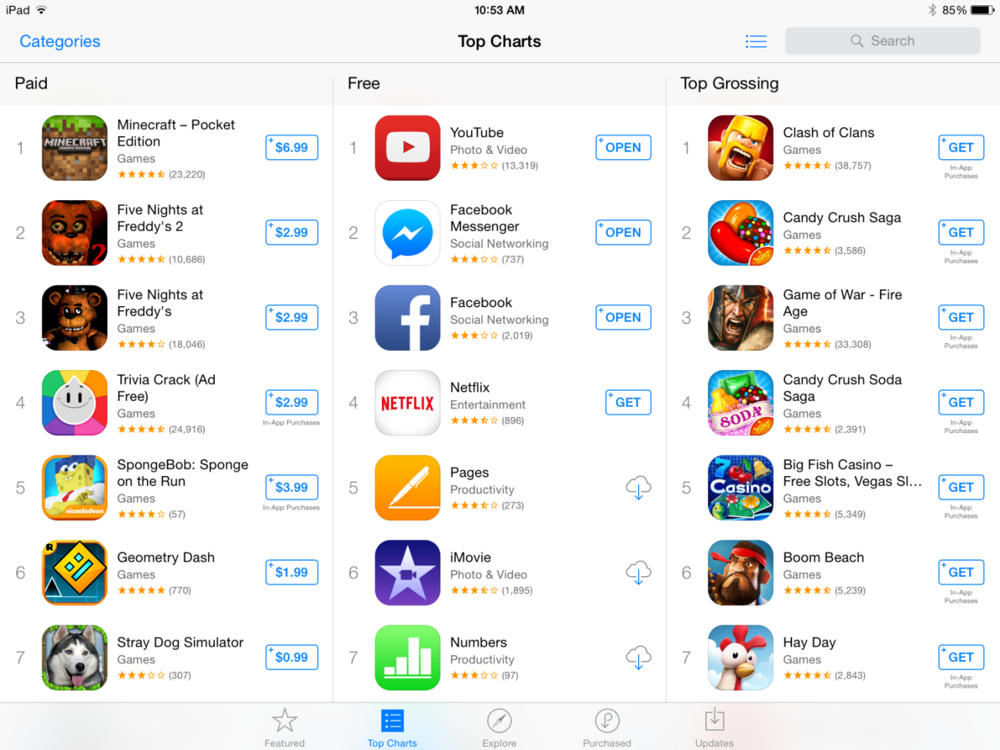 iPad
10:53 AM
85%
Categories
Top Charts
Search
Paid
1
MINECRAFT
POCKET EDITION
Minecraft – Pocket
Edition
Games
(23,220)
+ $6.99
2
2
Five Nights at
Freddy's 2
Games
(10,686)
+ $2.99
3
Five Nights at
Freddy's
Games
(18,046)
+ $2.99
4
Trivia Crack (Ad
Free)
Games
(24,916)
+ $2.99
In-App Purchases
5
nickelodeon
SpongeBob: Sponge
on the Run
Games
(57)
+ $3.99
In-App Purchases
6
R
Geometry Dash
Games
(770)
+ $1.99
7
Stray Dog Simulator
Games
(307)
+ $0.99
Free
1
YouTube
Photo & Video
(13,319)
+ OPEN
2
Facebook
Messenger
Social Networking
(737)
+ OPEN
3
f
Facebook
Social Networking
(2,019)
+ OPEN
4
NETFLIX
Netflix
Entertainment
(896)
+ GET
5
Pages
Productivity
(273)
6
iMovie
Photo & Video
(1,895)
7
Numbers
Productivity
(97)
Top Grossing
1
Clash of Clans
Games
(38,757)
+ GET
In-App
Purchases
2
King
Candy Crush Saga
Games
(3,586)
+ GET
In-App
Purchases
3
Game of War - Fire
Age
Games
(33,308)
+ GET
In-App
Purchases
4
SODA
King
Candy Crush Soda
Saga
Games
(2,391)
+ GET
In-App
Purchases
5
7
Casino
Big Fish Casino –
Free Slots, Vegas Sl...
Games
(5,349)
+ GET
In-App
Purchases
6
Boom Beach
Games
(5,239)
+ GET
In-App
Purchases
7
Hay Day
Games
(2,843)
+ GET
In-App
Purchases
Featured
Top Charts
Explore
Purchased
Updates